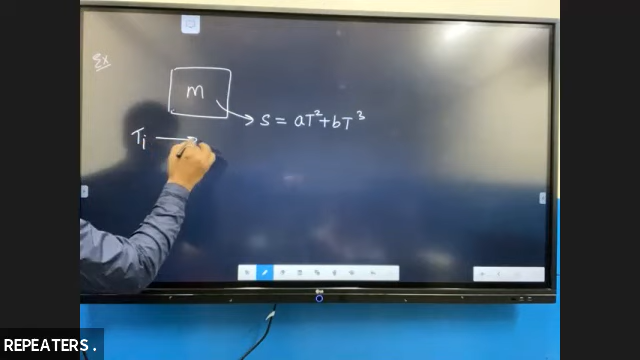 Ex
m
S = aT²+bT³
Tᵢ →
REPEATERS.